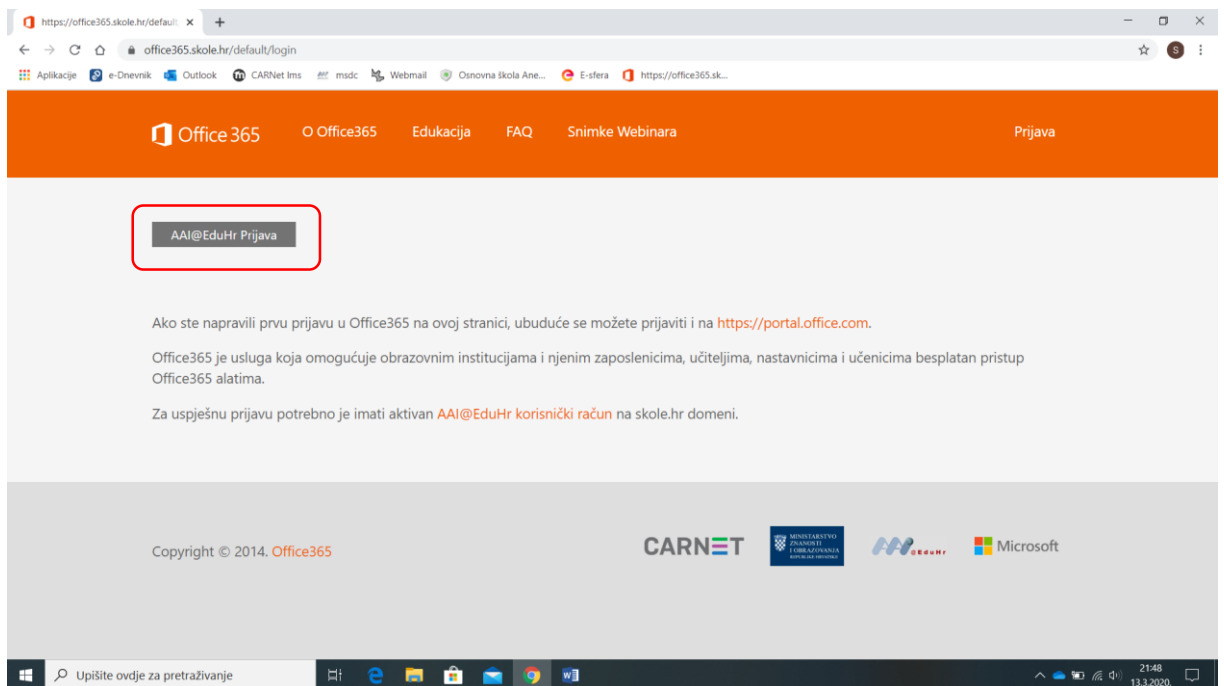 https://office365.skole.hr/default
office365.skole.hr/default/login
S
Aplikacije e-Dnevnik Outlook CARNet lms msdc Webmail Osnovna škola Ane... E-sfera https://office365.sk...
Office 365 O Office365 Edukacija FAQ Snimke Webinara Prijava
AAI@EduHr Prijava
Ako ste napravili prvu prijavu u Office365 na ovoj stranici, ubuduće se možete prijaviti i na https://portal.office.com.
Office365 je usluga koja omogućuje obrazovnim institucijama i njenim zaposlenicima, učiteljima, nastavnicima i učenicima besplatan pristup
Office365 alatima.
Za uspješnu prijavu potrebno je imati aktivan AAI@EduHr korisnički račun na skole.hr domeni.
Copyright © 2014. Office365
CARNET
MINISTARSTVO
ZNANOSTI
I OBRAZOVANJA
REPUBLIKE HRVATSKE
@EduHr
Microsoft
Upišite ovdje za pretraživanje
21:48
13.3.2020.